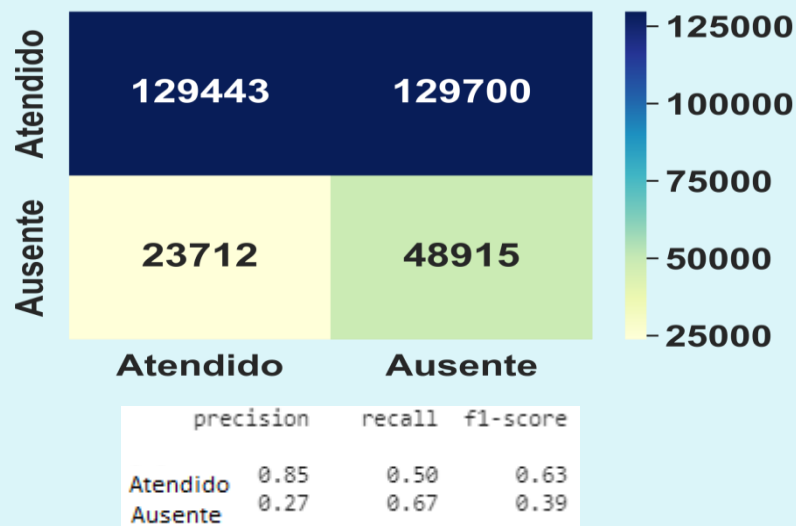 125000
Atendido
129443 129700
100000
75000
Ausente
23712 48915
50000
25000
Atendido Ausente
precision recall f1-score
Atendido 0.85 0.50 0.63
Ausente 0.27 0.67 0.39